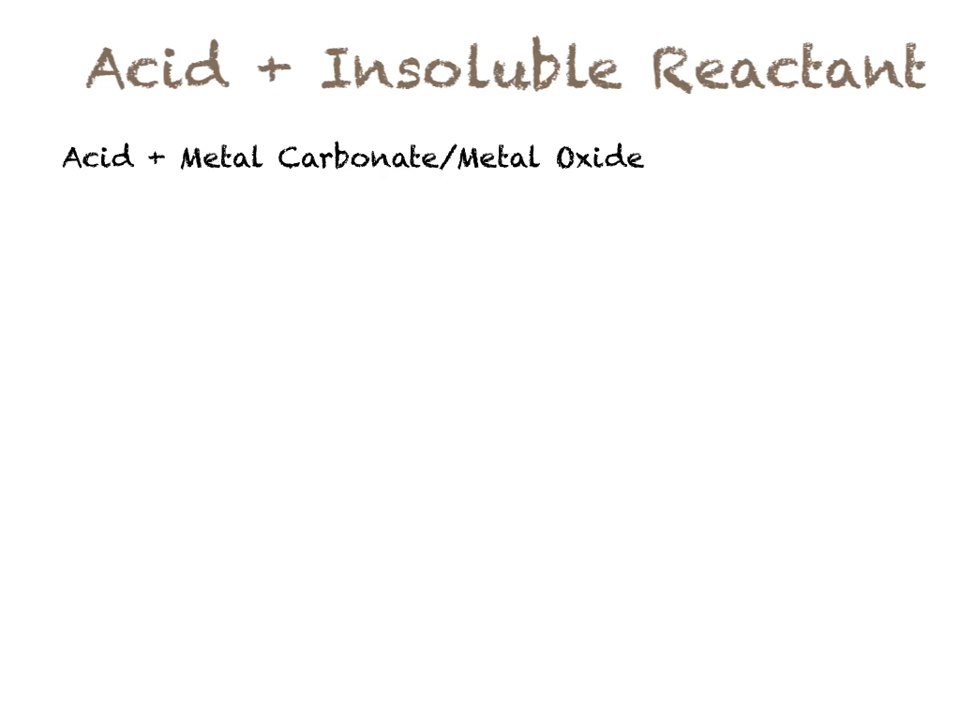 Acid + Insoluble Reactant
Acid + Metal Carbonate/Metal Oxide